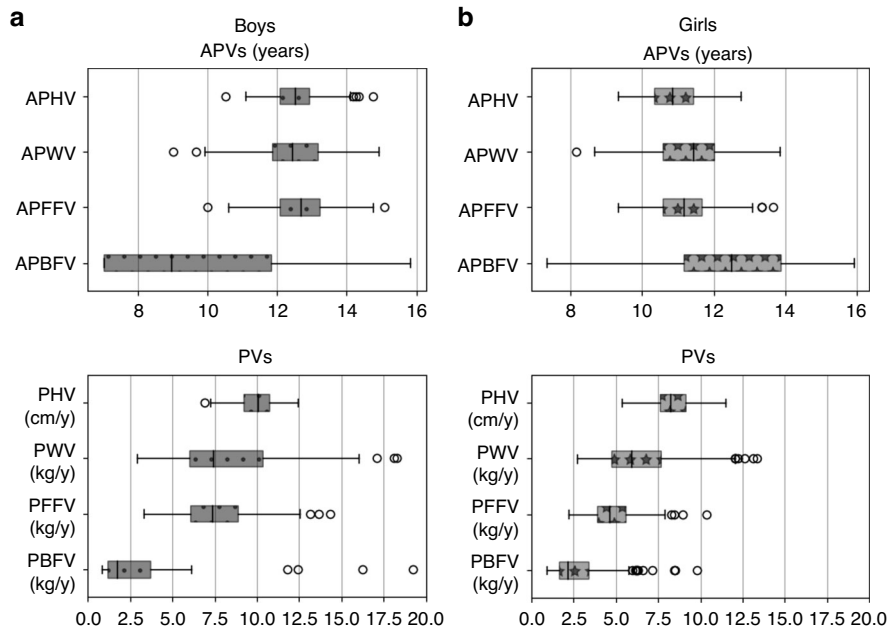 a
Boys
APVs (years)
APHV
APWV
APFFV
APBFV
8 10 12 14 16
PVs
PHV
(cm/y)
PWV
(kg/y)
PFFV
(kg/y)
PBFV
(kg/y)
0.0 2.5 5.0 7.5 10.0 12.5 15.0 17.5 20.0
b
Girls
APVs (years)
APHV
APWV
APFFV
APBFV
8 10 12 14 16
PVs
PHV
(cm/y)
PWV
(kg/y)
PFFV
(kg/y)
PBFV
(kg/y)
0.0 2.5 5.0 7.5 10.0 12.5 15.0 17.5 20.0